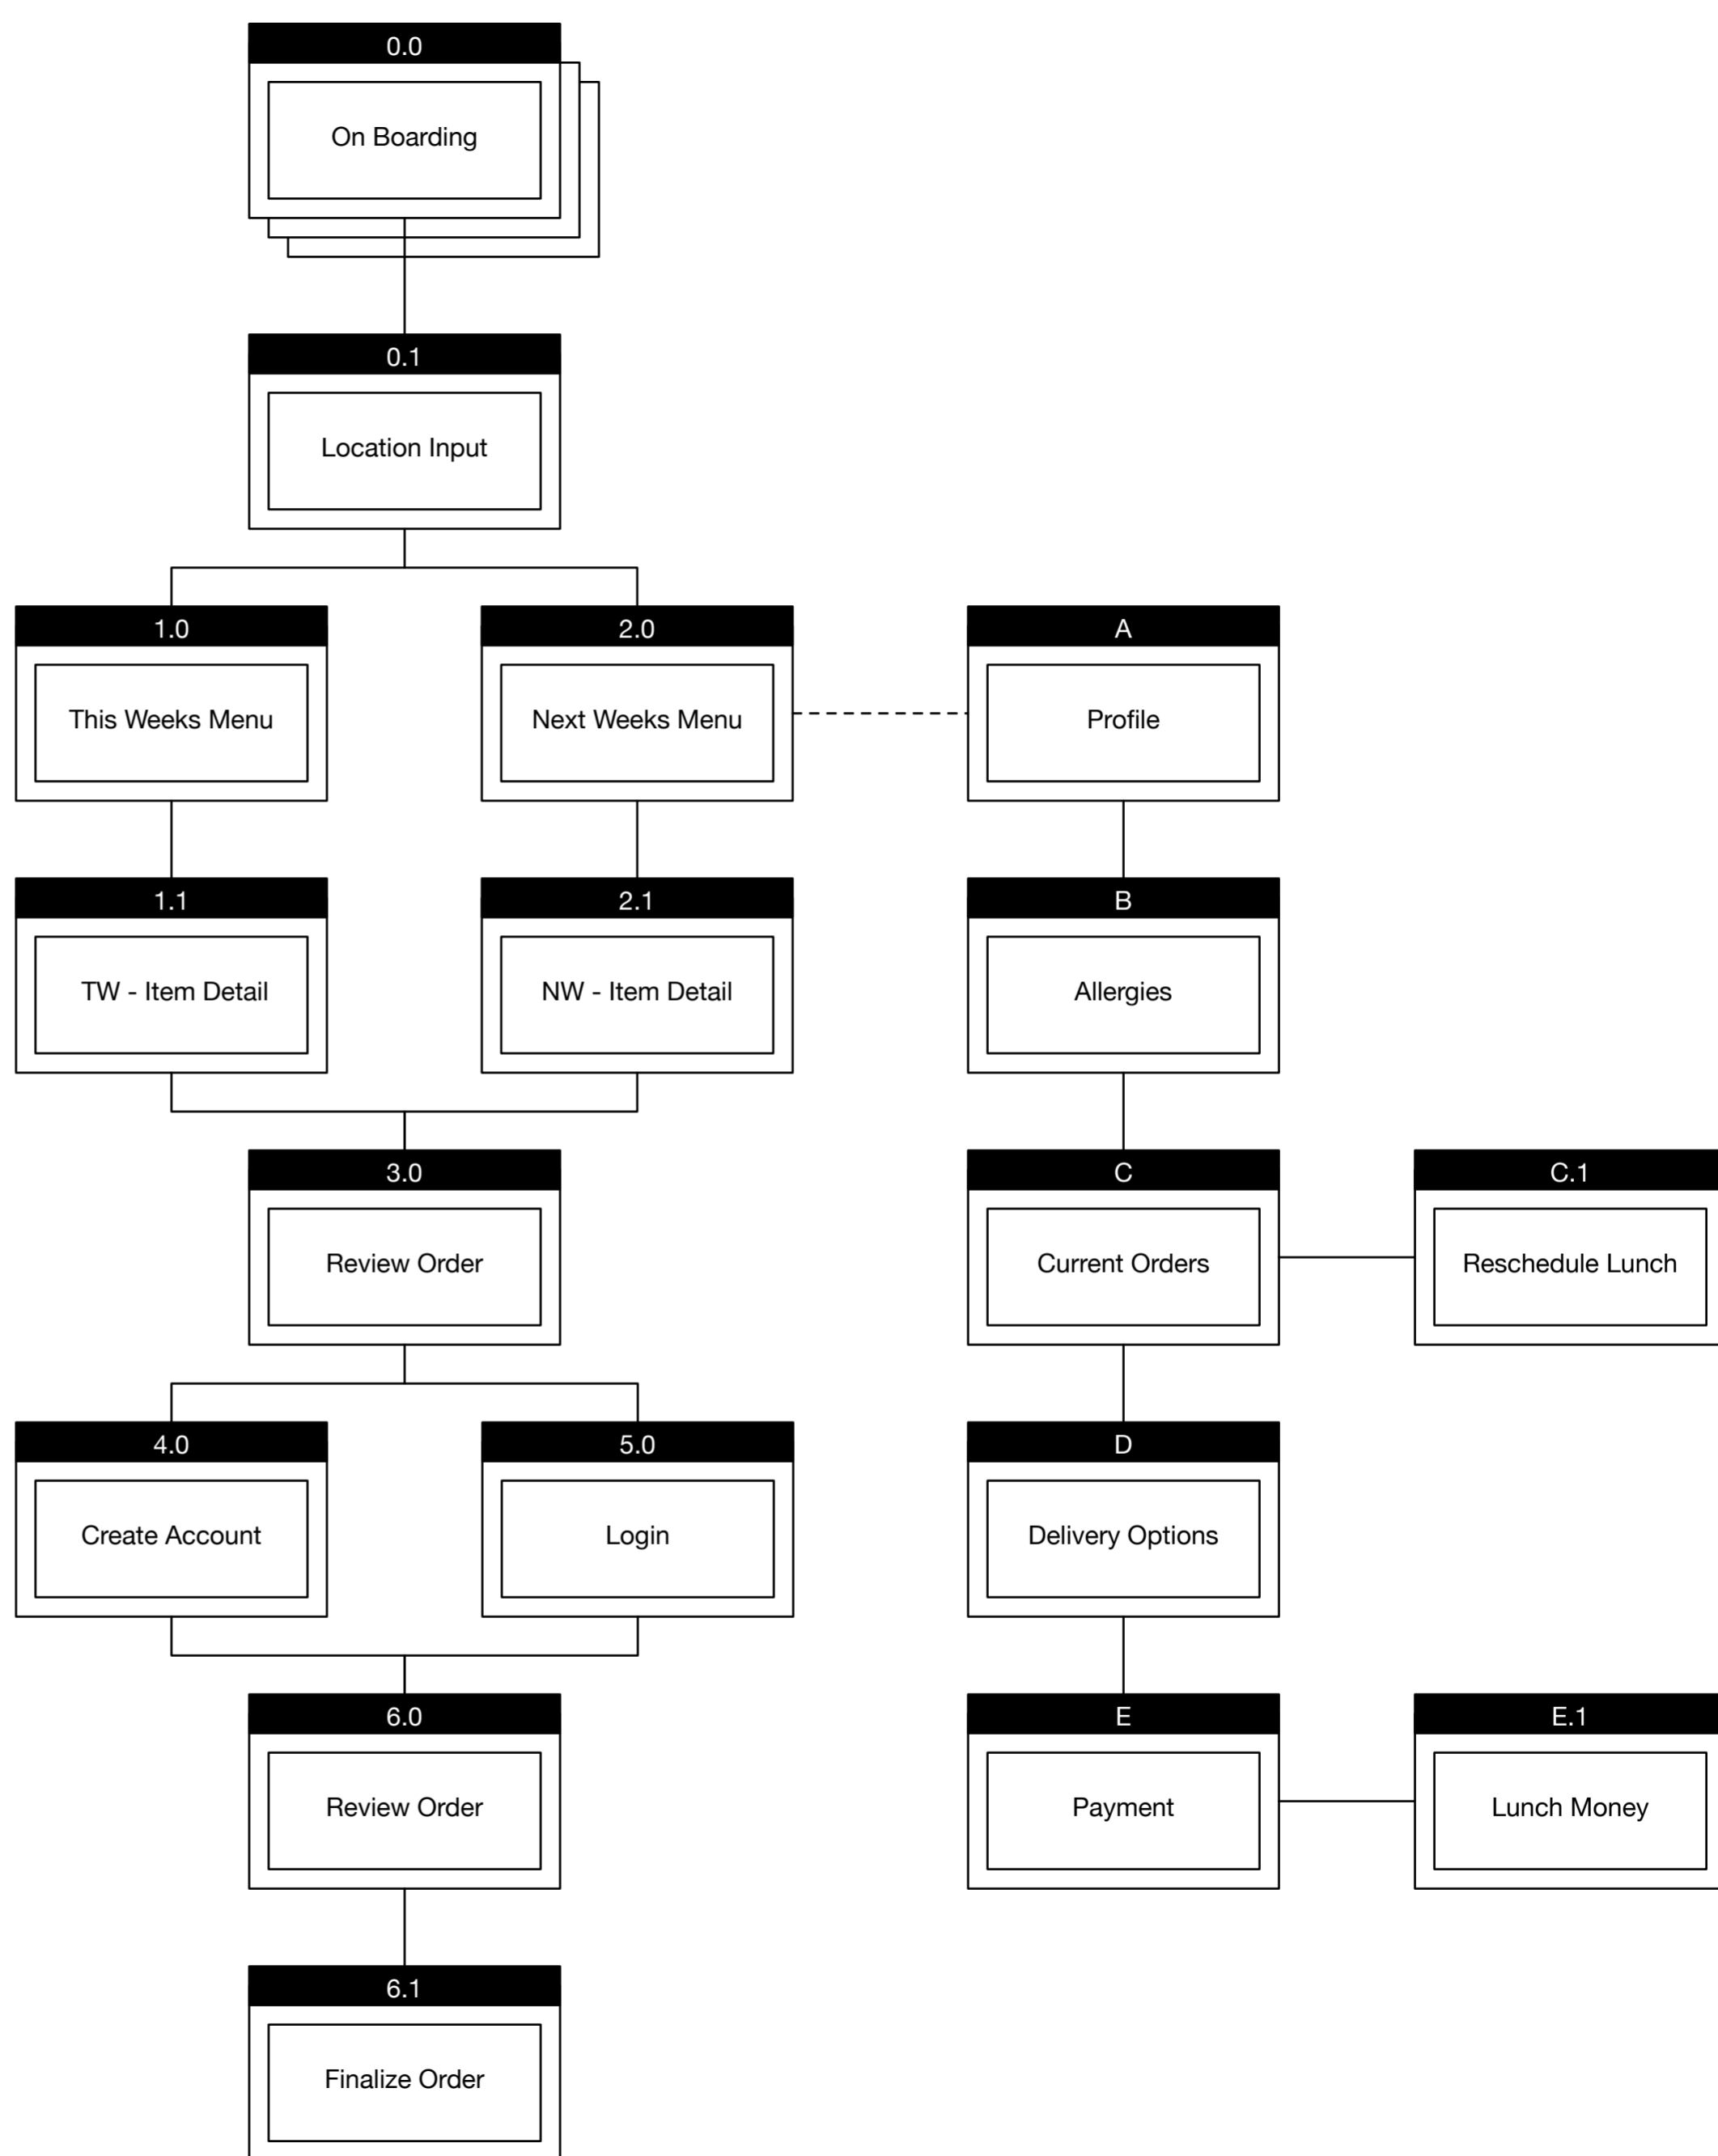 0.0
On Boarding
0.1
Location Input
1.0
This Weeks Menu
2.0
Next Weeks Menu
A
Profile
1.1
TW - Item Detail
2.1
NW - Item Detail
B
Allergies
3.0
Review Order
C
Current Orders
C.1
Reschedule Lunch
4.0
Create Account
5.0
Login
D
Delivery Options
6.0
Review Order
E
Payment
E.1
Lunch Money
6.1
Finalize Order